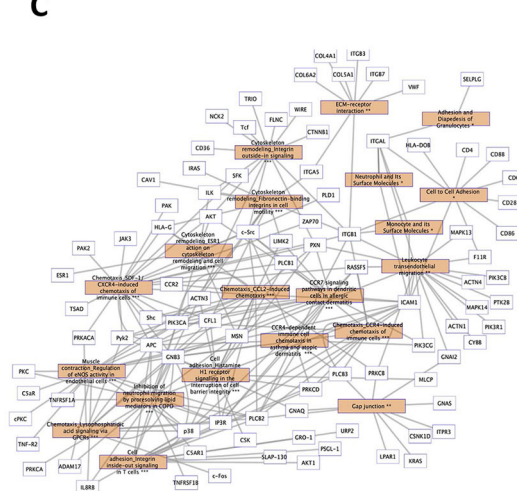 C
COL4A1
ITGB3
COL6A2
COL5A1
ITGB7
VWF
SELPLG
TRIO
WIRE
ECM-receptor
interaction **
NCK2
FLNC
Adhesion and
Diapedesis of
Granulocytes *
Tcf
CTNNB1
CD36
Cytoskeleton
remodeling_Integrin
outside-in signaling
***
ITGAL
HLA-DOB
CD4
CD8B
IRAS
SFK
ITGA5
CAV1
Neutrophil and Its
Surface Molecules *
ILK
Cytoskeleton
remodeling_Fibronectin-binding
integrins in cell
motility ***
PLD1
Cell to Cell Adhesion
*
CD28
PAK
AKT
HLA-G
ZAP70
Monocyte and its
Surface Molecules *
c-Src
ITGB1
MAPK13
CD86
JAK3
Cytoskeleton
remodeling_ESR1
action on
cytoskeleton
remodeling and cell
migration ***
LIMK2
PXN
PAK2
F11R
PLCB1
RASSF5
Leukocyte
transendothelial
migration **
ESR1
Chemotaxis_SDF-1/
CXCR4-induced
chemotaxis of
immune cells ***
CCR2
CCR7 signaling
pathways in dendritic
cells in allergic
contact dermatitis
***
ACTN4
PIK3CB
ACTN3
Chemotaxis_CCL2-induced
chemotaxis ***
ICAM1
TSAD
MAPK14
PTK2B
Shc
PIK3CA
CFL1
ACTN1
PIK3R1
PRKACA
Pyk2
MSN
CCR4-dependent
immune cell
chemotaxis in
asthma and atopic
dermatitis ***
Chemotaxis_CCR4-induced
chemotaxis of
immune cells ***
APC
CYBB
PIK3CG
GNB3
GNAI2
PKC
Muscle
contraction_Regulation
of eNOS activity in
endothelial cells ***
Cell
adhesion_Histamine
H1 receptor
signaling in the
interruption of cell
barrier integrity ***
PLCB3
PRKCB
MLCP
C5aR
TNFRSF1A
Inhibition of
neutrophil migration
by proresolving lipid
mediators in COPD
***
PRKCD
GNAQ
Gap junction **
GNAS
cPKC
PLCB2
IP3R
Chemotaxis_Lysophosphatidic
acid signaling via
GPCRs ***
p38
URP2
CSNK1D
ITPR3
TNF-R2
CSK
GRO-1
C5AR1
PSGL-1
PRKCA
ADAM17
Cell
adhesion_Integrin
inside-out signaling
in T cells ***
SLAP-130
AKT1
LPAR1
KRAS
IL8RB
TNFRSF1B
c-Fos